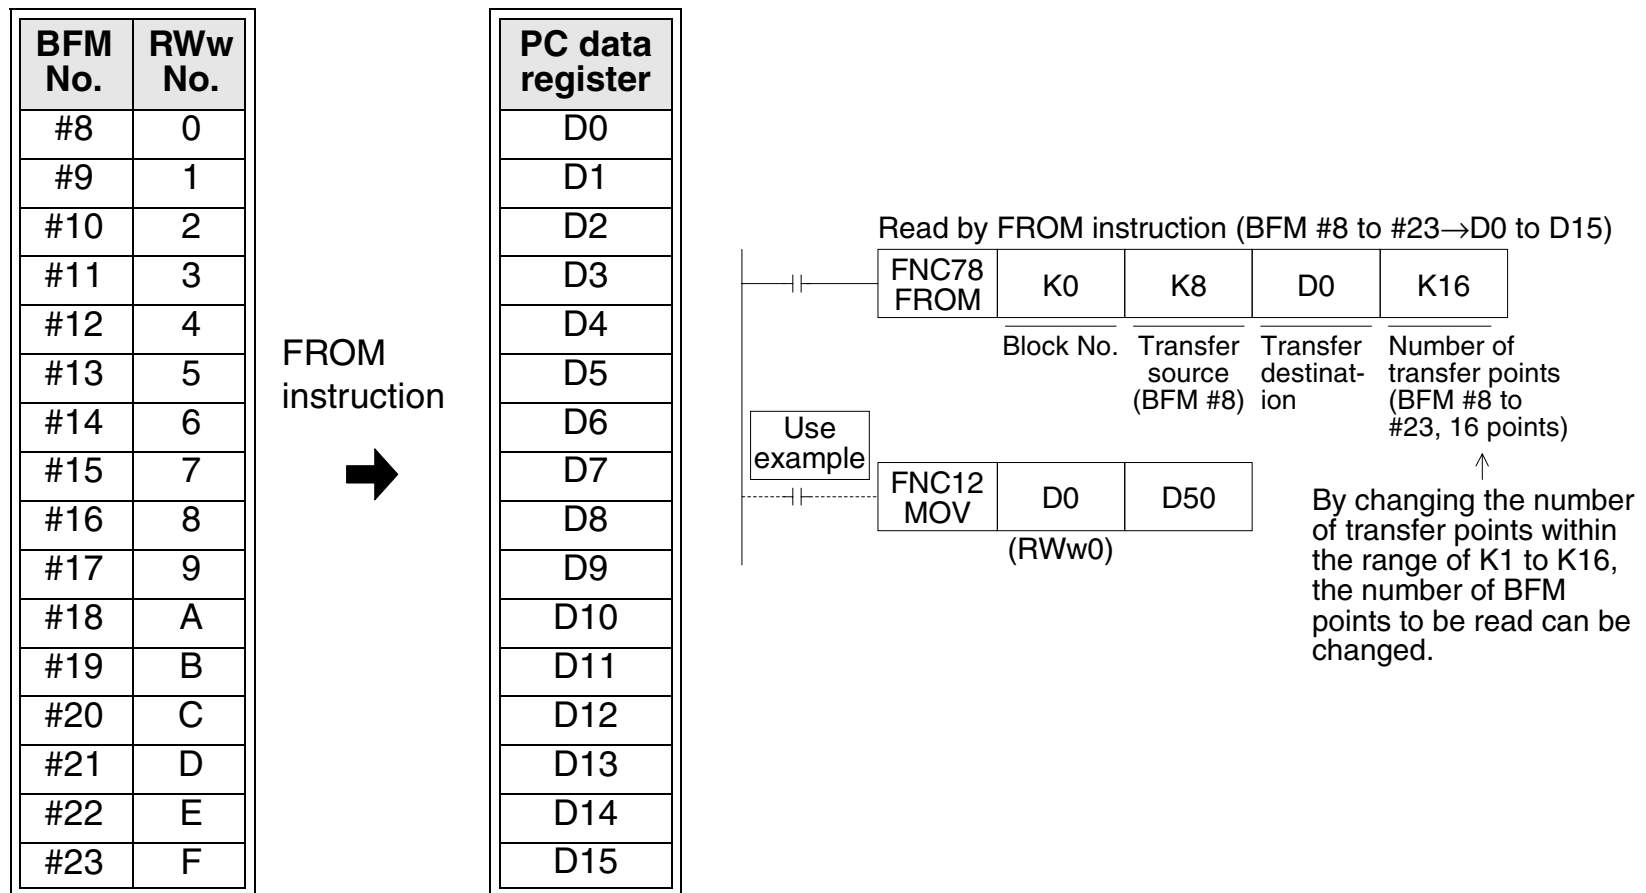 BFM No. RWw No.
#8 0
#9 1
#10 2
#11 3
#12 4
#13 5
#14 6
#15 7
#16 8
#17 9
#18 A
#19 B
#20 C
#21 D
#22 E
#23 F
FROM
instruction
PC data
register
D0
D1
D2
D3
D4
D5
D6
D7
D8
D9
D10
D11
D12
D13
D14
D15
Read by FROM instruction (BFM #8 to #23→D0 to D15)
FNC78
FROM
K0
K8
D0
K16
Block No.
Transfer
source
(BFM #8)
Transfer
destinat-
ion
Number of
transfer points
(BFM #8 to
#23, 16 points)
Use
example
FNC12
MOV
D0
D50
(RWw0)
By changing the number
of transfer points within
the range of K1 to K16,
the number of BFM
points to be read can be
changed.